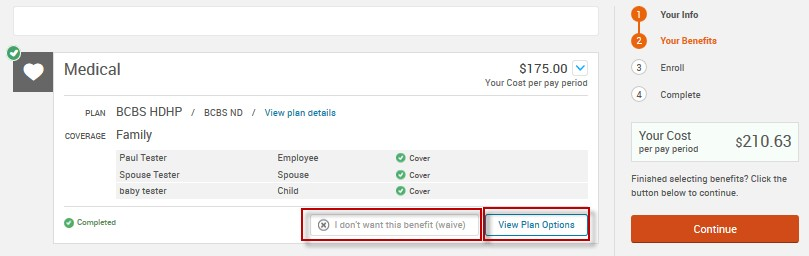 Medical
$175.00
Your Cost per pay period
PLAN BCBS HDHP / BCBS ND / View plan details
COVERAGE Family
Paul Tester Employee Cover
Spouse Tester Spouse Cover
baby tester Child Cover
Completed
I don't want this benefit (waive)
View Plan Options
1 Your Info
2 Your Benefits
3 Enroll
4 Complete
Your Cost
per pay period
$210.63
Finished selecting benefits? Click the
button below to continue.
Continue